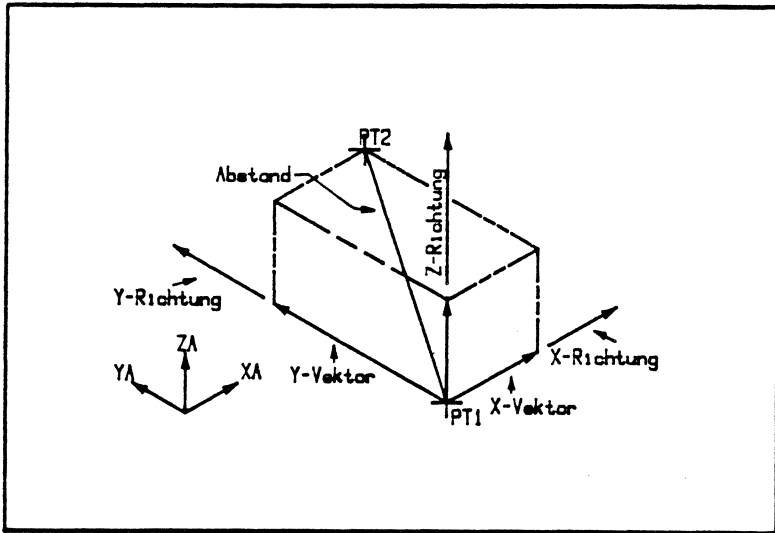 PT2
Abstand
Z-Richtung
Y-Richtung
ZA
YA
XA
Y-Vektor
X-Richtung
X-Vektor
PT1